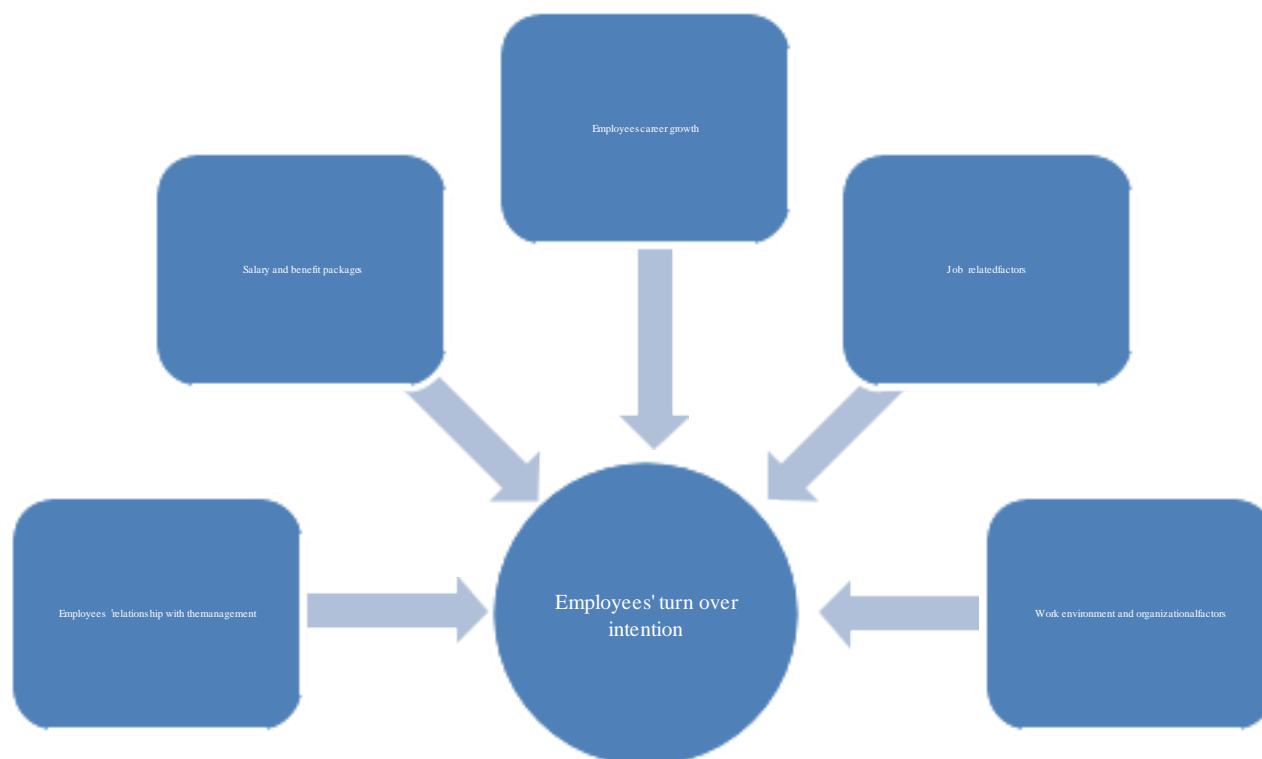 Employees career growth
Salary and benefit packages
Job relatedfactors
Employees 'relationship with themanagement
Employees' turn over
intention
Work environment and organizationalfactors